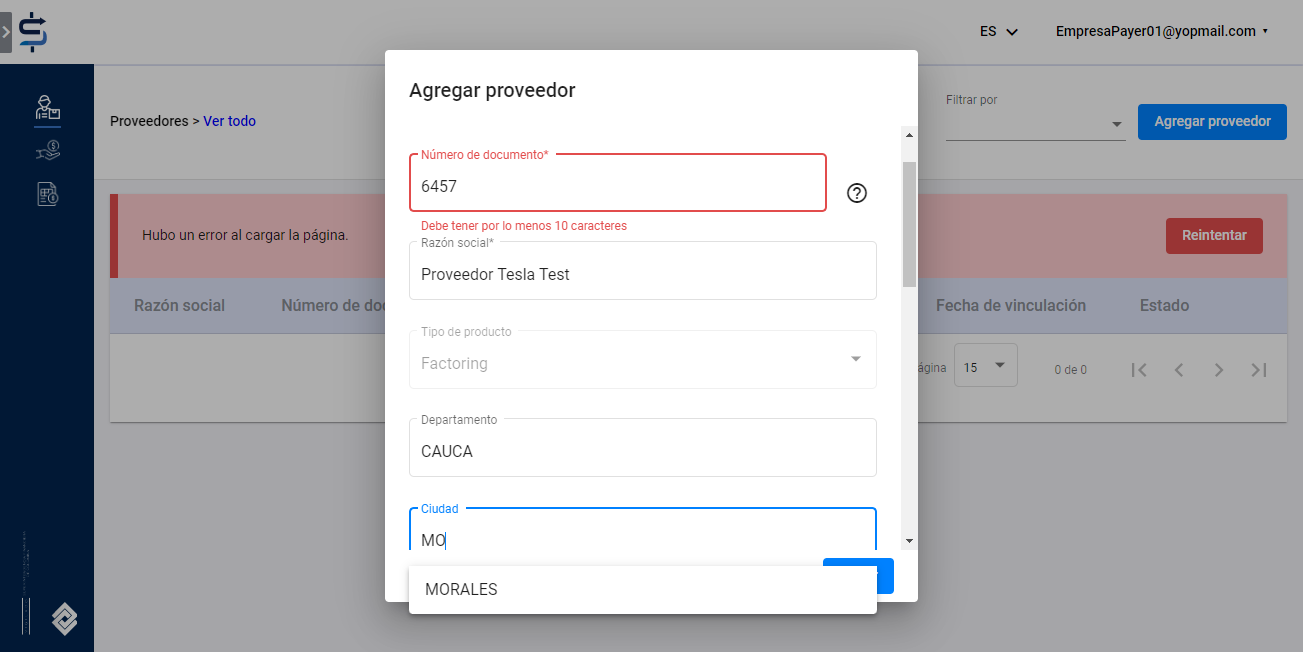 ES
EmpresaPayer01@yopmail.com
Proveedores > Ver todo
Filtrar por
Agregar proveedor
Hubo un error al cargar la página.
Reintentar
Razón social
Número de doc
Fecha de vinculación
Estado
ágina
15
0 de 0
Agregar proveedor
Número de documento*
6457
Debe tener por lo menos 10 caracteres
Razón social*
Proveedor Tesla Test
Tipo de producto
Factoring
Departamento
CAUCA
Ciudad
MO
MORALES